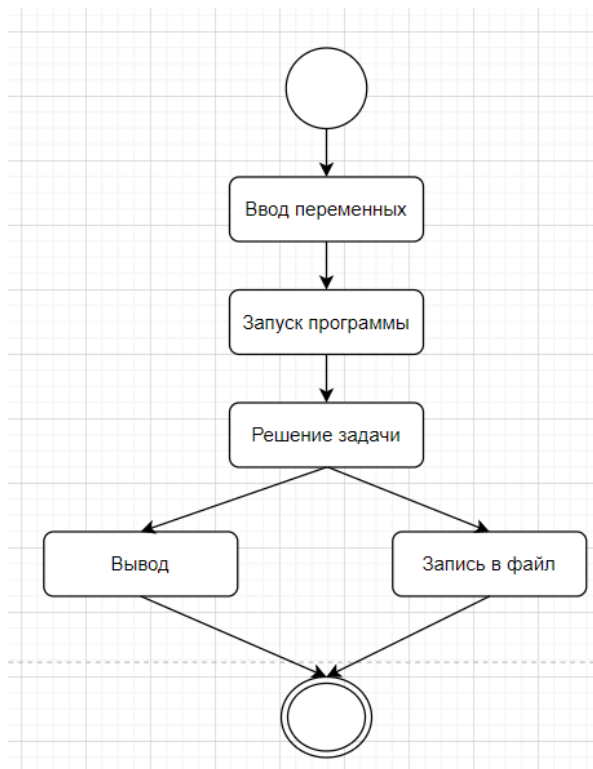 Ввод переменных
Запуск программы
Решение задачи
Вывод
Запись в файл